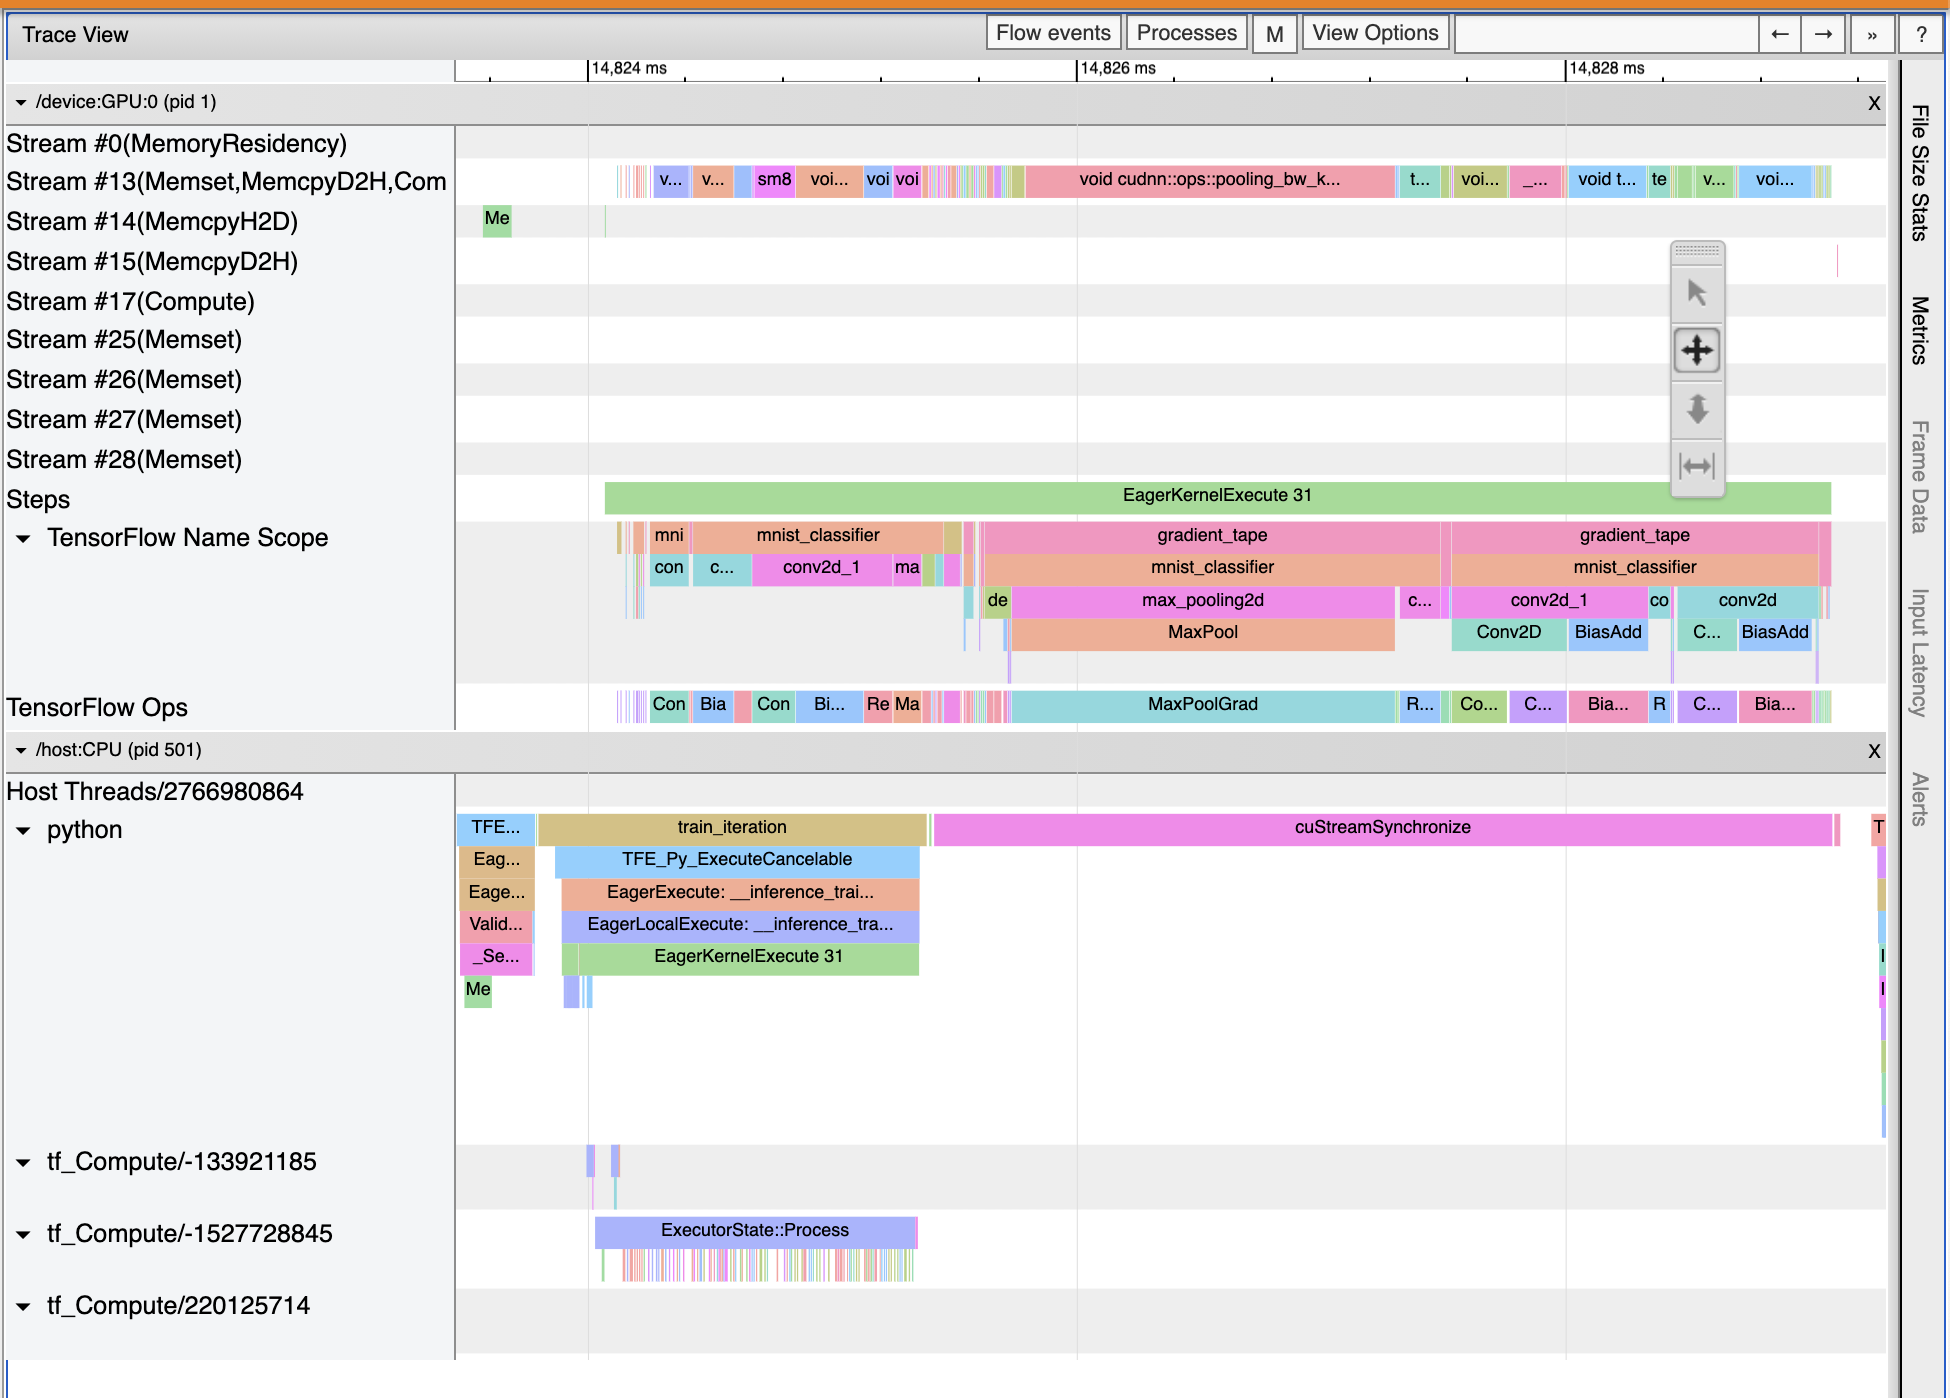 Trace View Flow events Processes M View Options ← → » ?
14,824 ms 14,826 ms 14,828 ms
/device:GPU:0 (pid 1) X
Stream #0(MemoryResidency)
Stream #13(Memset,MemcpyD2H,Com v... v... sm8 voi... voi voi void cudnn::ops::pooling_bw_k... t... voi... _... void t... te v... voi...
Stream #14(MemcpyH2D) Me
Stream #15(MemcpyD2H)
Stream #17(Compute)
Stream #25(Memset)
Stream #26(Memset)
Stream #27(Memset)
Stream #28(Memset)
Steps EagerKernelExecute 31
TensorFlow Name Scope mni mnist_classifier gradient_tape gradient_tape
con c... conv2d_1 ma mnist_classifier mnist_classifier
de max_pooling2d c... conv2d_1 co conv2d
MaxPool Conv2D BiasAdd C... BiasAdd
TensorFlow Ops Con Bia Con Bi... Re Ma MaxPoolGrad R... Co... C... Bia... R C... Bia...
/host:CPU (pid 501) X
Host Threads/2766980864
python TFE... train_iteration cuStreamSynchronize T
Eag... TFE_Py_ExecuteCancelable
Eage... EagerExecute: __inference_trai...
Valid... EagerLocalExecute: __inference_tra...
_Se... EagerKernelExecute 31 I
Me I
tf_Compute/-133921185
tf_Compute/-1527728845 ExecutorState::Process
tf_Compute/220125714
File Size Stats
Metrics
Frame Data
Input Latency
Alerts